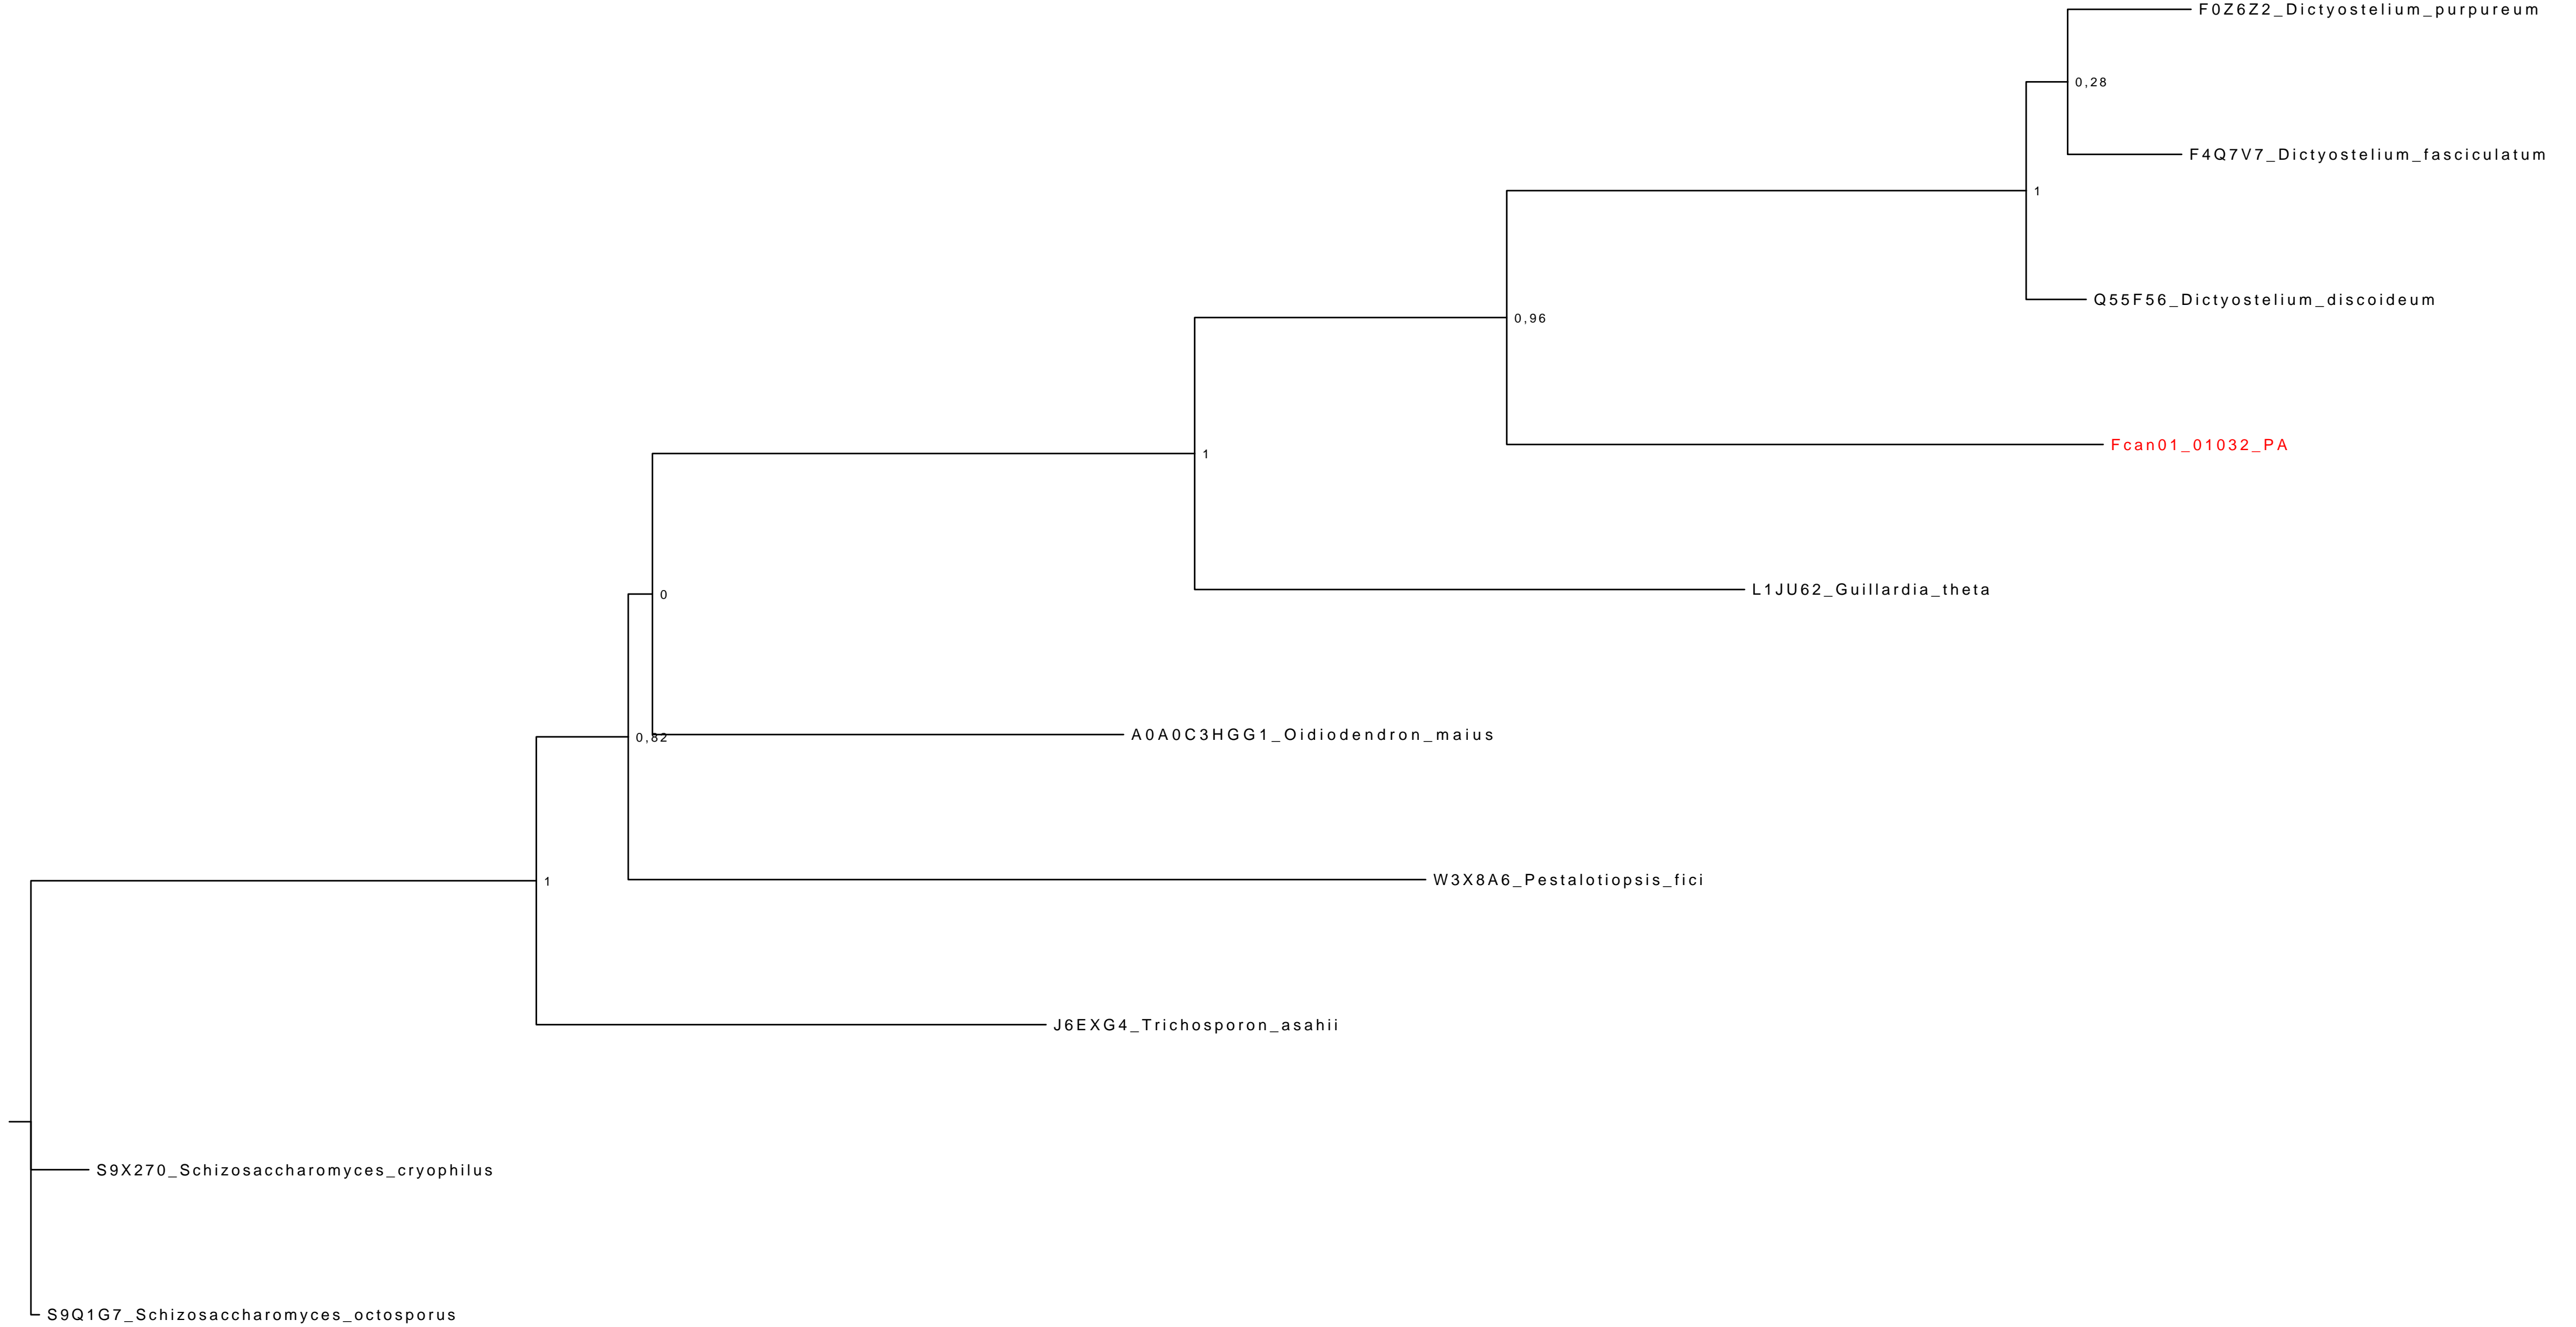 F0Z6Z2_Dictyostelium_purpureum
0,28
F4Q7V7_Dictyostelium_fasciculatum
1
Q55F56_Dictyostelium_discoideum
0,96
Fcan01_01032_PA
1
L1JU62_Guillardia_theta
0
A0A0C3HGG1_Oidiodendron_maius
0,82
W3X8A6_Pestalotiopsis_fici
1
J6EXG4_Trichosporon_asahii
S9X270_Schizosaccharomyces_cryophilus
S9Q1G7_Schizosaccharomyces_octosporus